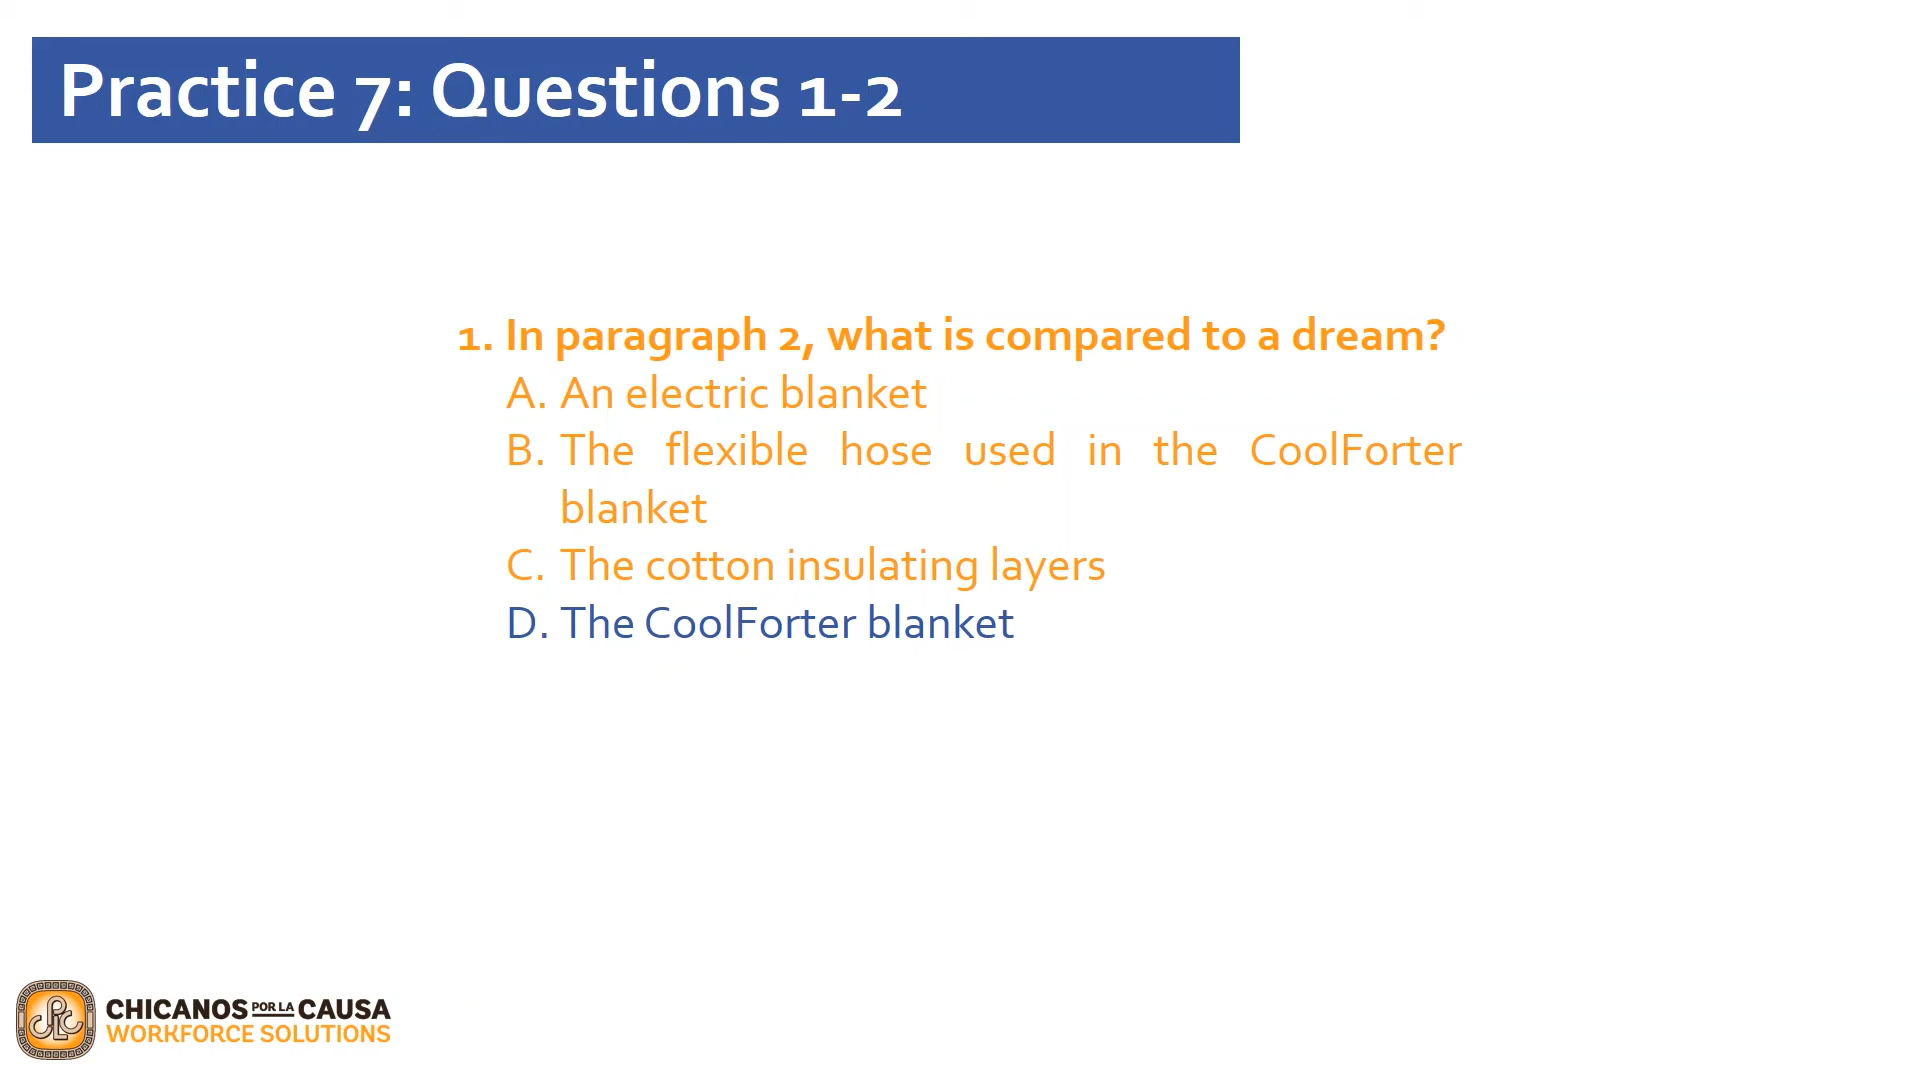 Practice 7: Questions 1-2
1. In paragraph 2, what is compared to a dream?
A. An electric blanket
B. The flexible hose used in the CoolForter
blanket
C. The cotton insulating layers
D. The CoolForter blanket
CHICANOS POR LA CAUSA
WORKFORCE SOLUTIONS